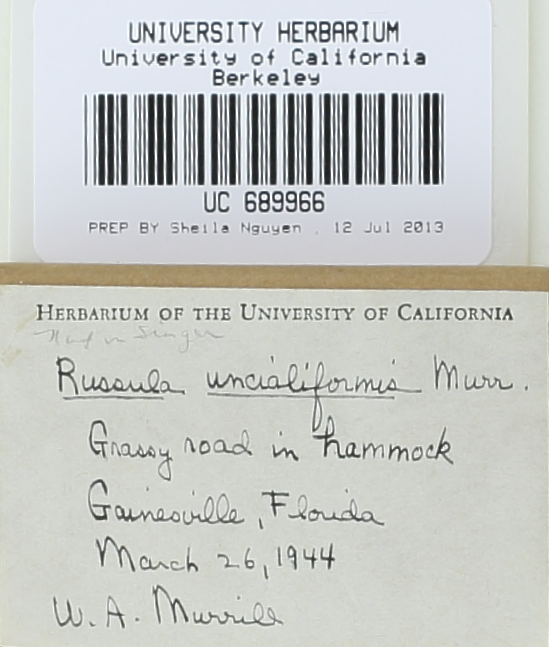 UNIVERSITY HERBARIUM
University of California
Berkeley
UC 689966
PREP BY Sheila Nguyen , 12 Jul 2013
HERBARIUM OF THE UNIVERSITY OF CALIFORNIA
Singer
Russula uncialiformis Murr.
Grassy road in hammock
Gainesville, Florida
March 26, 1944
W. A. Murrill